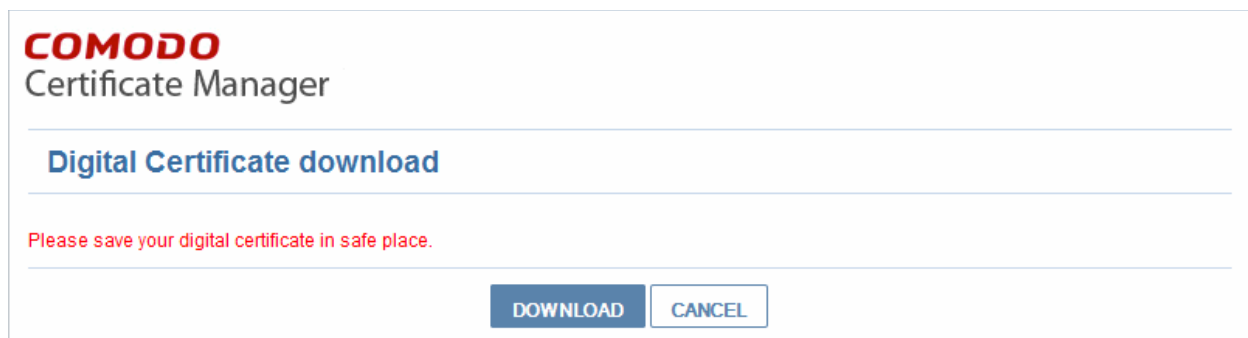 COMODO
Certificate Manager
Digital Certificate download
Please save your digital certificate in safe place.
DOWNLOAD CANCEL